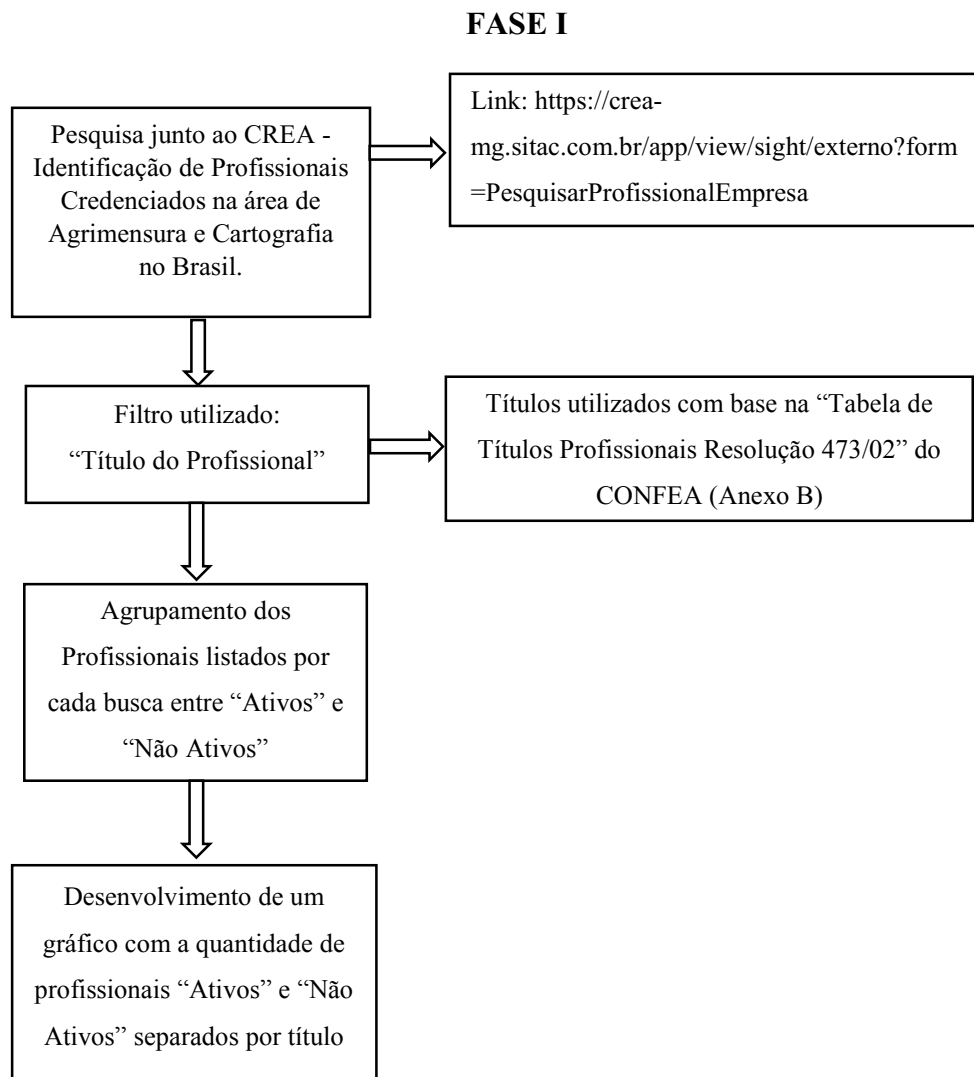 FASE I
Pesquisa junto ao CREA -
Identificação de Profissionais
Credenciados na área de
Agrimensura e Cartografia
no Brasil.
Link: https://crea-
mg.sitac.com.br/app/view/sight/externo?form
=PesquisarProfissionalEmpresa
Filtro utilizado:
“Título do Profissional”
Títulos utilizados com base na “Tabela de
Títulos Profissionais Resolução 473/02” do
CONFEA (Anexo B)
Agrupamento dos
Profissionais listados por
cada busca entre “Ativos” e
“Não Ativos”
Desenvolvimento de um
gráfico com a quantidade de
profissionais “Ativos” e “Não
Ativos” separados por título